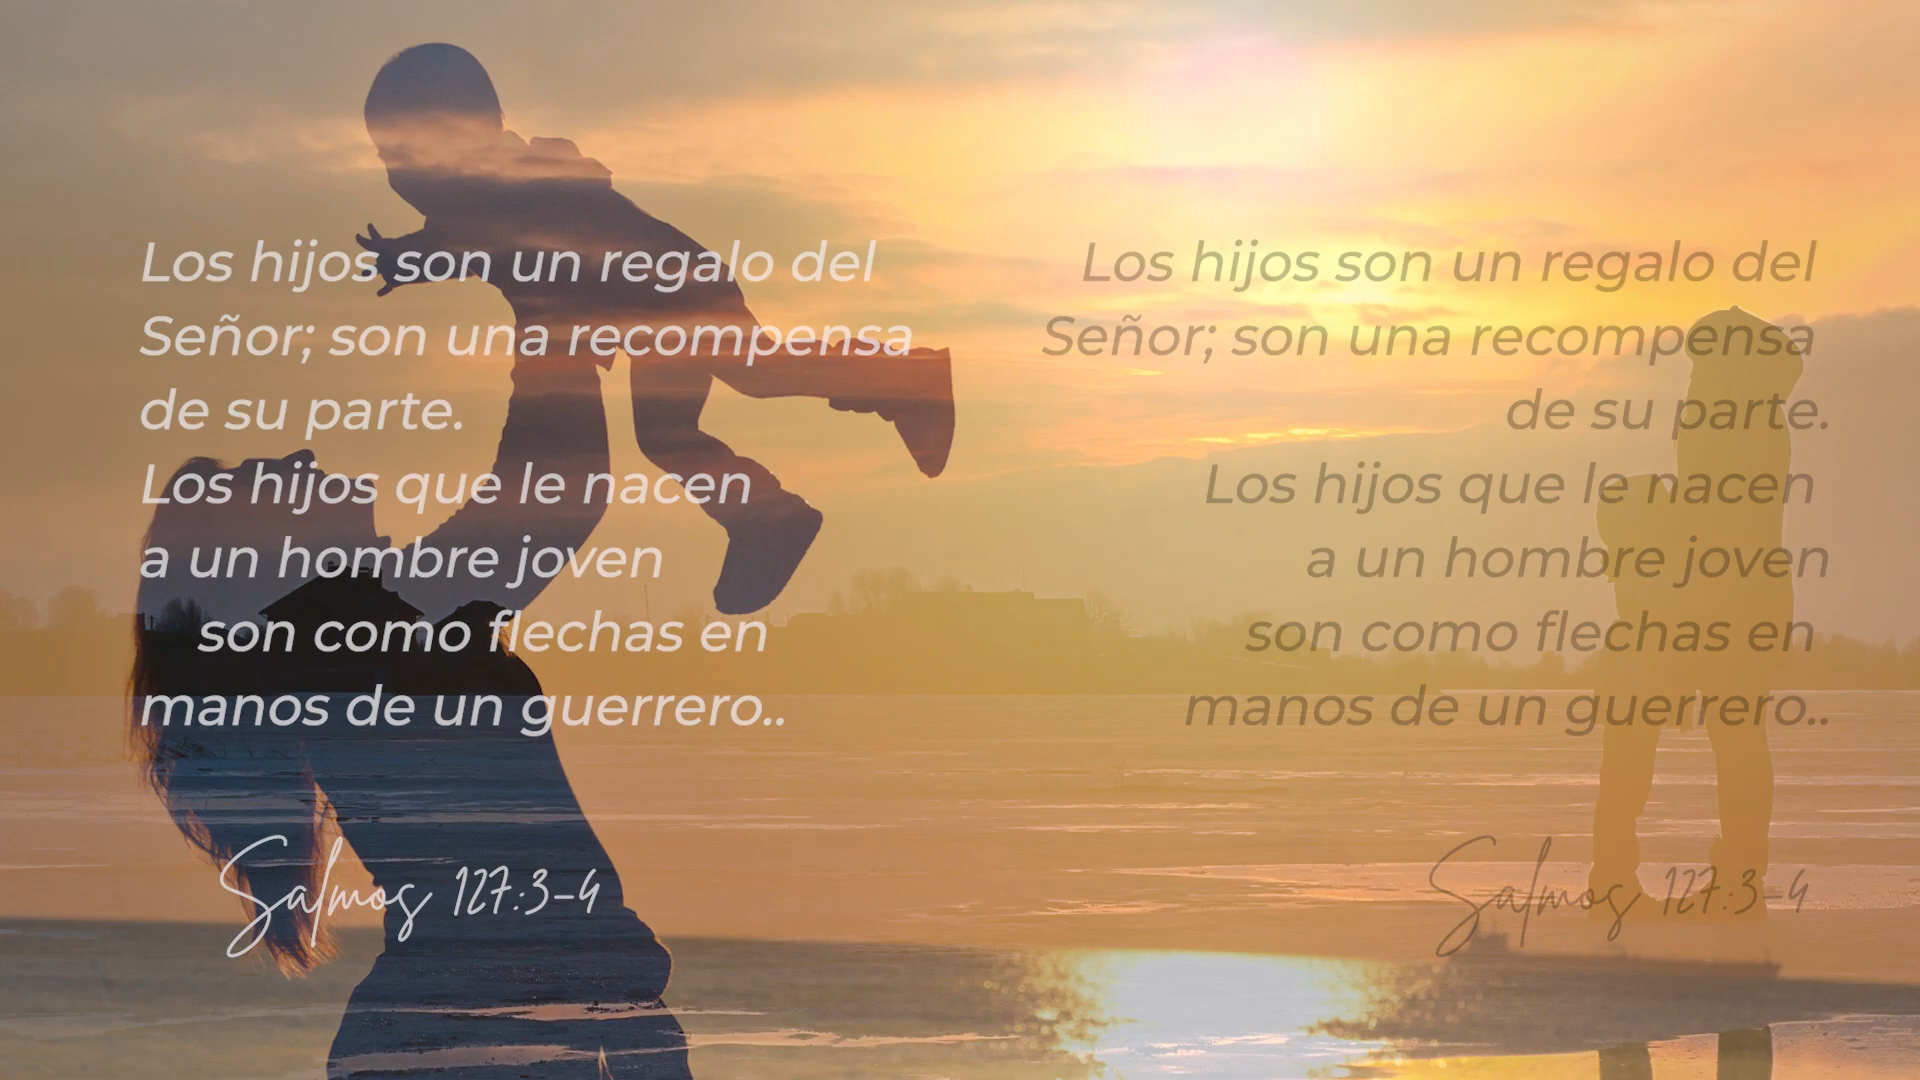 Los hijos son un regalo del
Señor; son una recompensa
de su parte.
Los hijos que le nacen
a un hombre joven
son como flechas en
manos de un guerrero..
Salmos 127:3-4
Los hijos son un regalo del
Señor; son una recompensa
de su parte.
Los hijos que le nacen
a un hombre joven
son como flechas en
manos de un guerrero..
Salmos 127:3-4